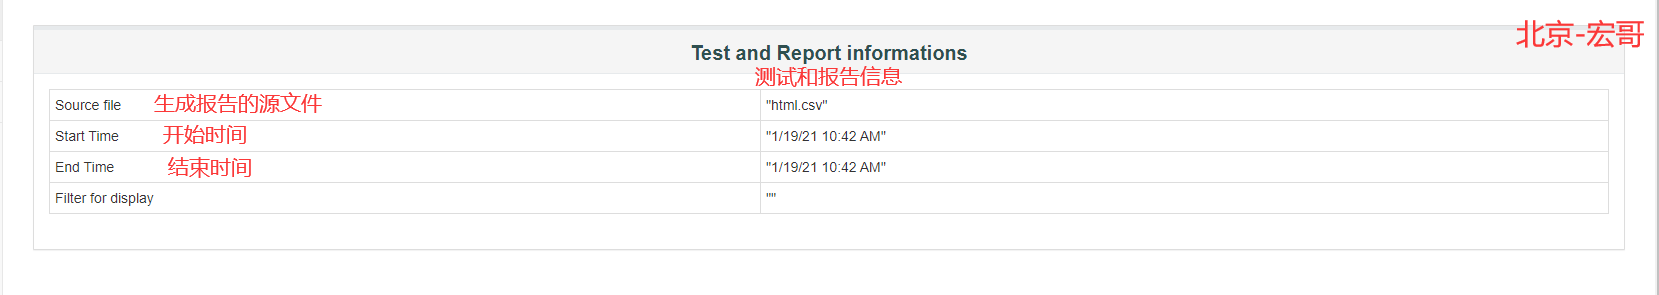 北京-宏哥
Test and Report informations
测试和报告信息
Source file 生成报告的源文件 "html.csv"
Start Time 开始时间 "1/19/21 10:42 AM"
End Time 结束时间 "1/19/21 10:42 AM"
Filter for display ""